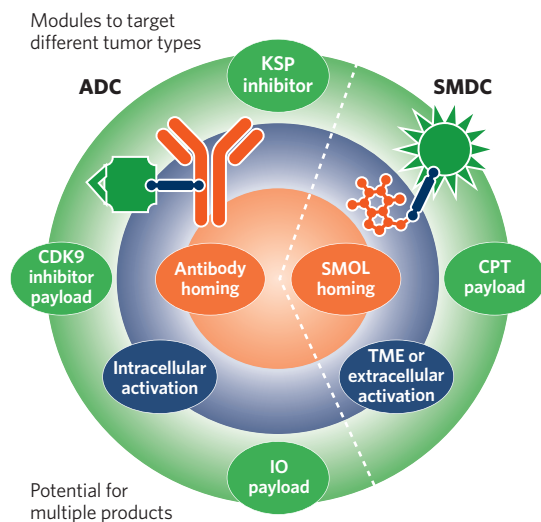 Modules to target
different tumor types
KSP
inhibitor
ADC
SMDC
CDK9
inhibitor
payload
Antibody
homing
SMOL
homing
CPT
payload
Intracellular
activation
TME or
extracellular
activation
IO
payload
Potential for
multiple products